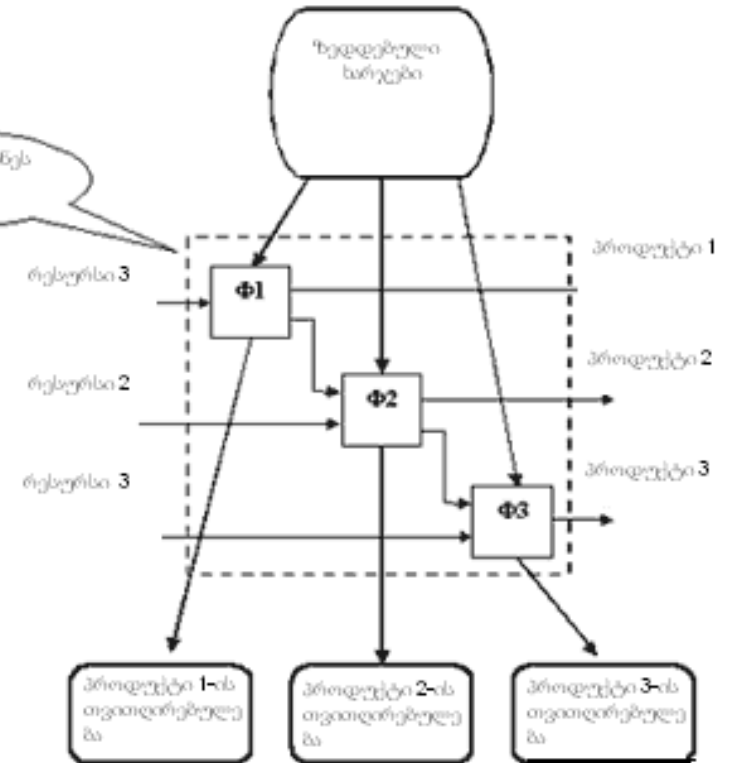 ზედდებული
ხარჯები
ნეს
რესურსი 3
Ф1
პროდუქტი 1
რესურსი 2
Ф2
პროდუქტი 2
რესურსი 3
Ф3
პროდუქტი 3
პროდუქტი 1-ის
თვითღირებულე
ბა
პროდუქტი 2-ის
თვითღირებულე
ბა
პროდუქტი 3-ის
თვითღირებულე
ბა